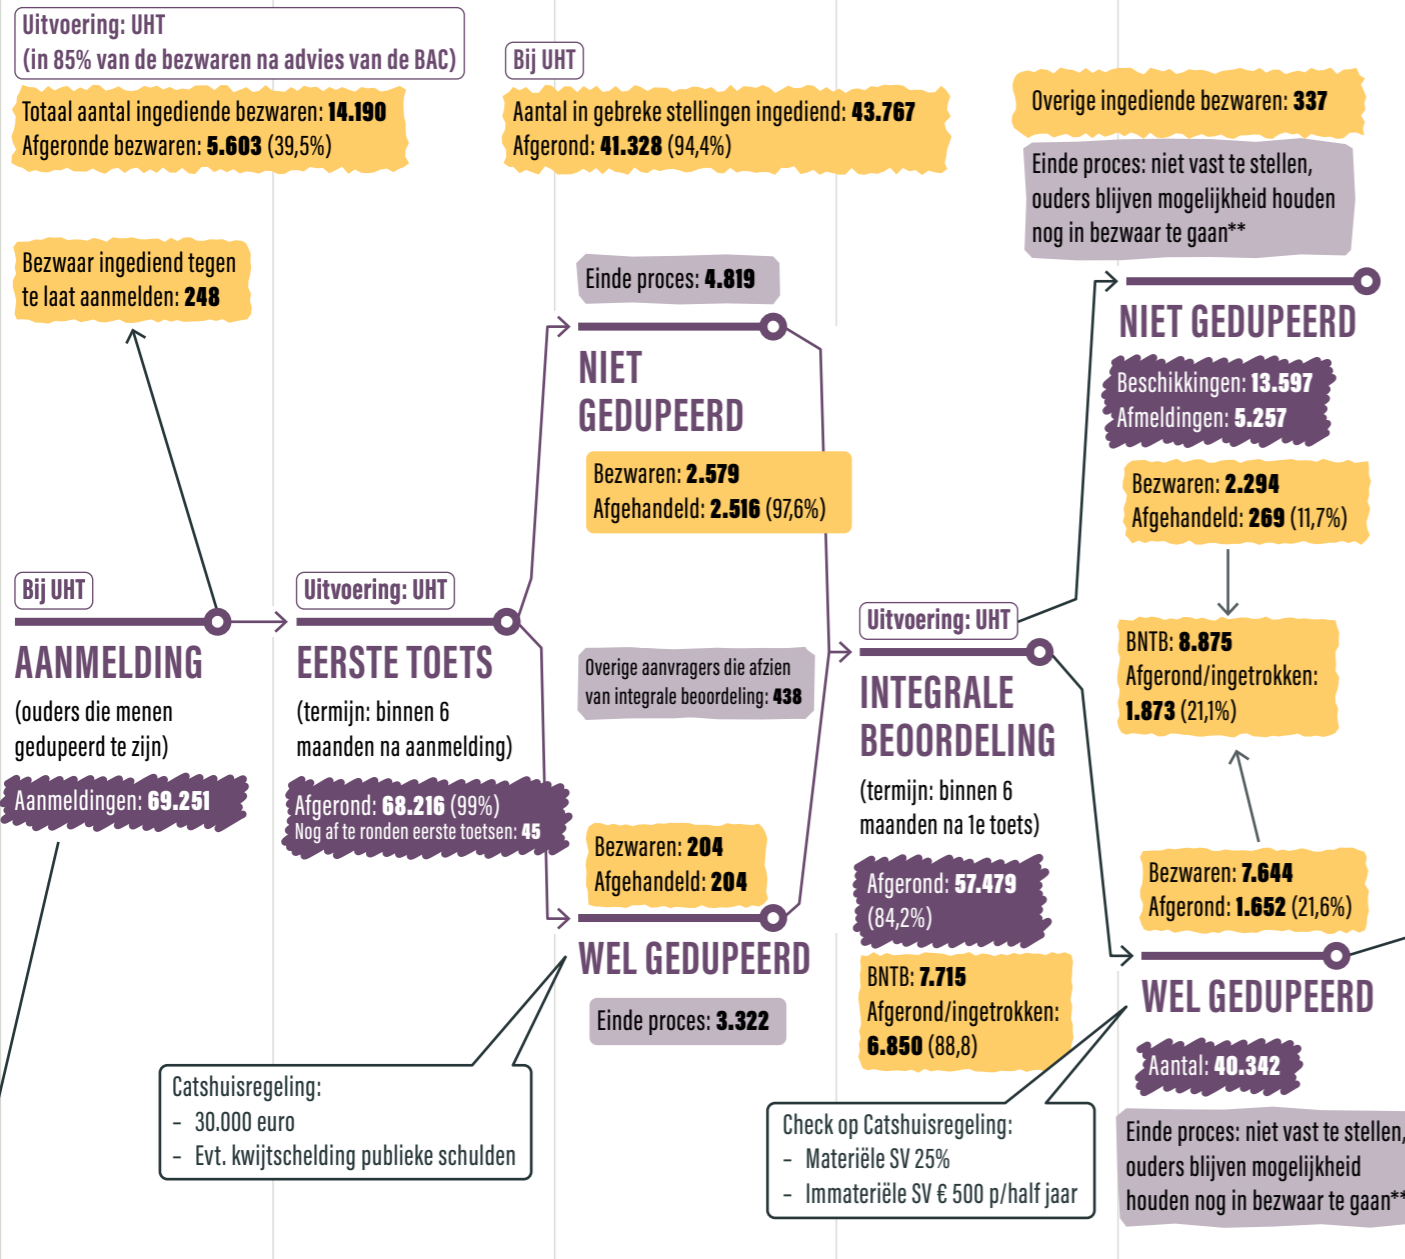 Uitvoering: UHT
(in 85% van de bezwaren na advies van de BAC)
Totaal aantal ingediende bezwaren: 14.190
Afgeronde bezwaren: 5.603 (39,5%)
Bij UHT
Aantal in gebreke stellingen ingediend: 43.767
Afgerond: 41.328 (94,4%)
Overige ingediende bezwaren: 337
Einde proces: niet vast te stellen,
ouders blijven mogelijkheid houden
nog in bezwaar te gaan**
Bezwaar ingediend tegen
te laat aanmelden: 248
Bij UHT
AANMELDING
(ouders die menen
gedupeerd te zijn)
Aanmeldingen: 69.251
Uitvoering: UHT
EERSTE TOETS
(termijn: binnen 6
maanden na aanmelding)
Afgerond: 68.216 (99%)
Nog af te ronden eerste toetsen: 45
Einde proces: 4.819
NIET
GEDUPEERD
Bezwaren: 2.579
Afgehandeld: 2.516 (97,6%)
Overige aanvragers die afzien
van integrale beoordeling: 438
Bezwaren: 204
Afgehandeld: 204
WEL GEDUPEERD
Einde proces: 3.322
Catshuisregeling:
- 30.000 euro
- Evt. kwijtschelding publieke schulden
Uitvoering: UHT
INTEGRALE
BEOORDELING
(termijn: binnen 6
maanden na 1e toets)
Afgerond: 57.479
(84,2%)
BNTB: 7.715
Afgerond/ingetrokken:
6.850 (88,8)
Check op Catshuisregeling:
- Materiële SV 25%
- Immateriële SV € 500 p/half jaar
NIET GEDUPEERD
Beschikkingen: 13.597
Afmeldingen: 5.257
Bezwaren: 2.294
Afgehandeld: 269 (11,7%)
BNTB: 8.875
Afgerond/ingetrokken:
1.873 (21,1%)
Bezwaren: 7.644
Afgerond: 1.652 (21,6%)
WEL GEDUPEERD
Aantal: 40.342
Einde proces: niet vast te stellen,
ouders blijven mogelijkheid
houden nog in bezwaar te gaan**